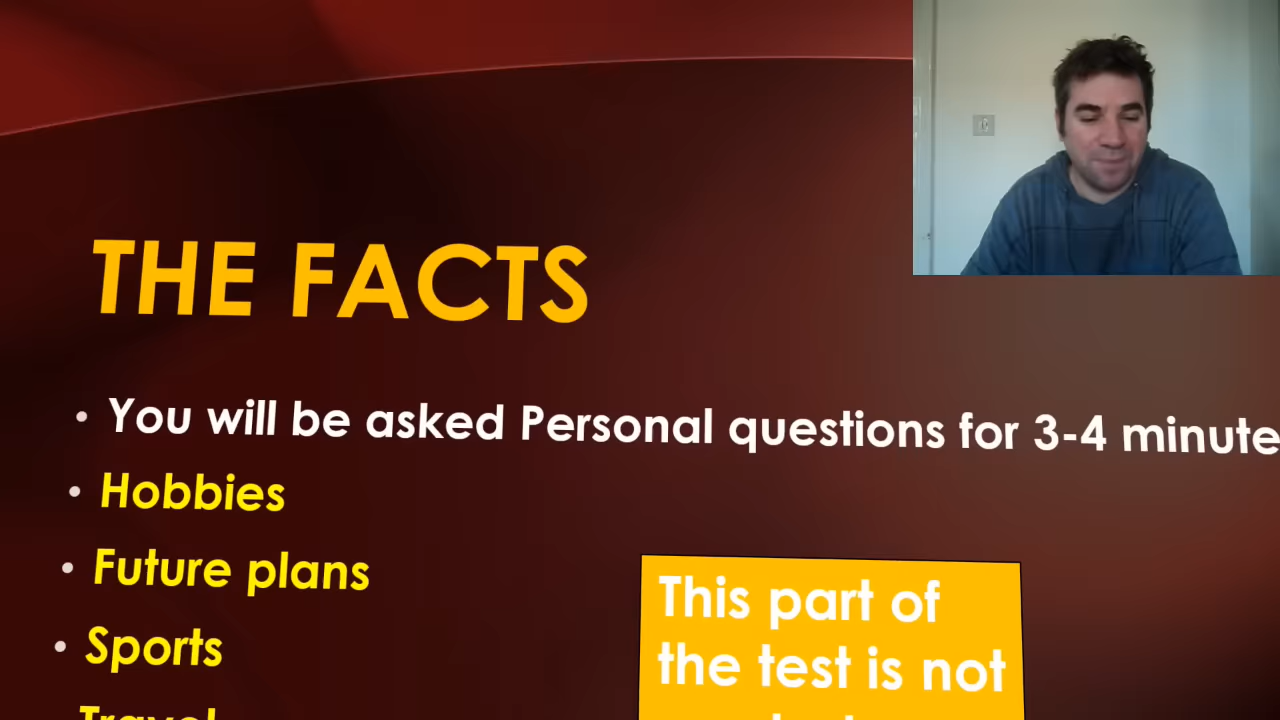 THE FACTS
• You will be asked Personal questions for 3-4 minute
• Hobbies
• Future plans
• Sports
Travel
This part of
the test is not